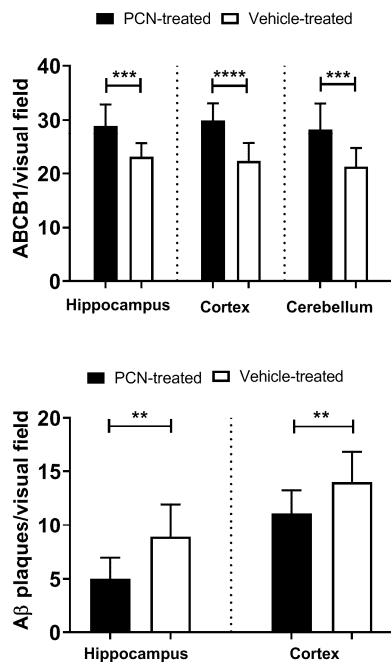 PCN-treated Vehicle-treated
ABCB1/visual field
40
30
20
10
0
*** **** ***
Hippocampus Cortex Cerebellum
PCN-treated Vehicle-treated
Aβ plaques/visual field
20
15
10
5
0
** **
Hippocampus Cortex